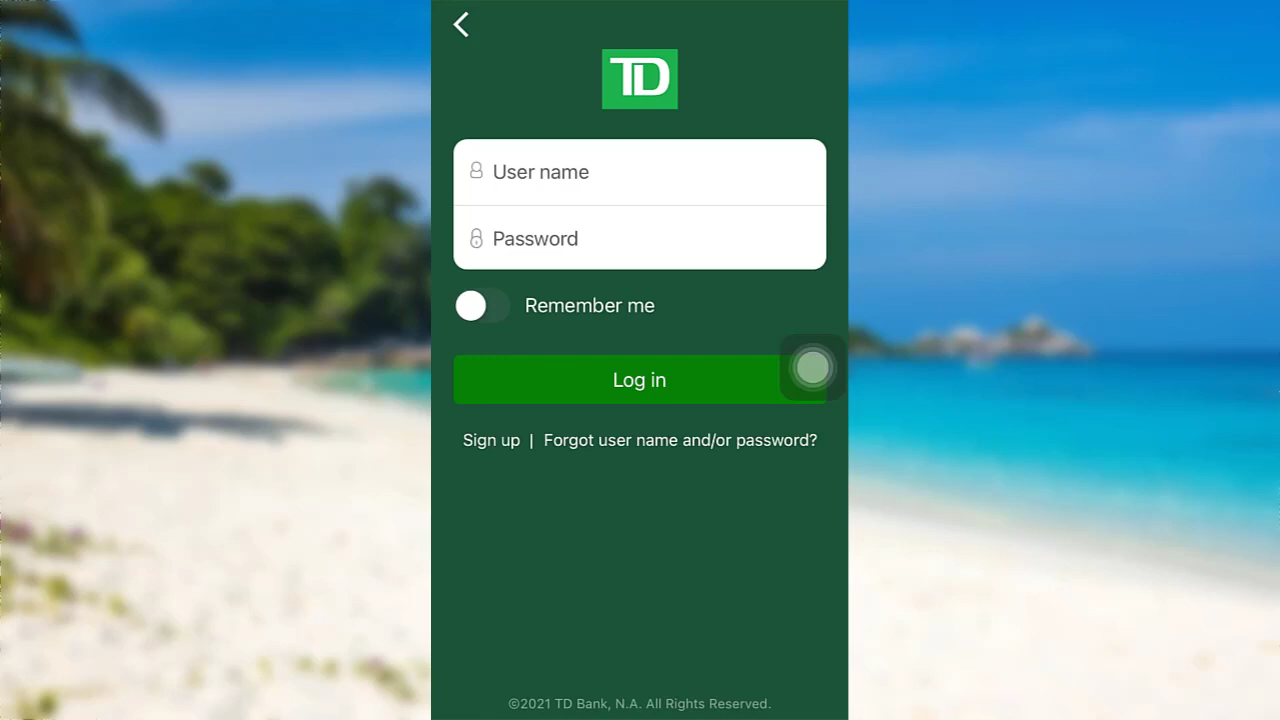 TD
User name
Password
Remember me
Log in
Sign up | Forgot user name and/or password?
©2021 TD Bank, N.A. All Rights Reserved.